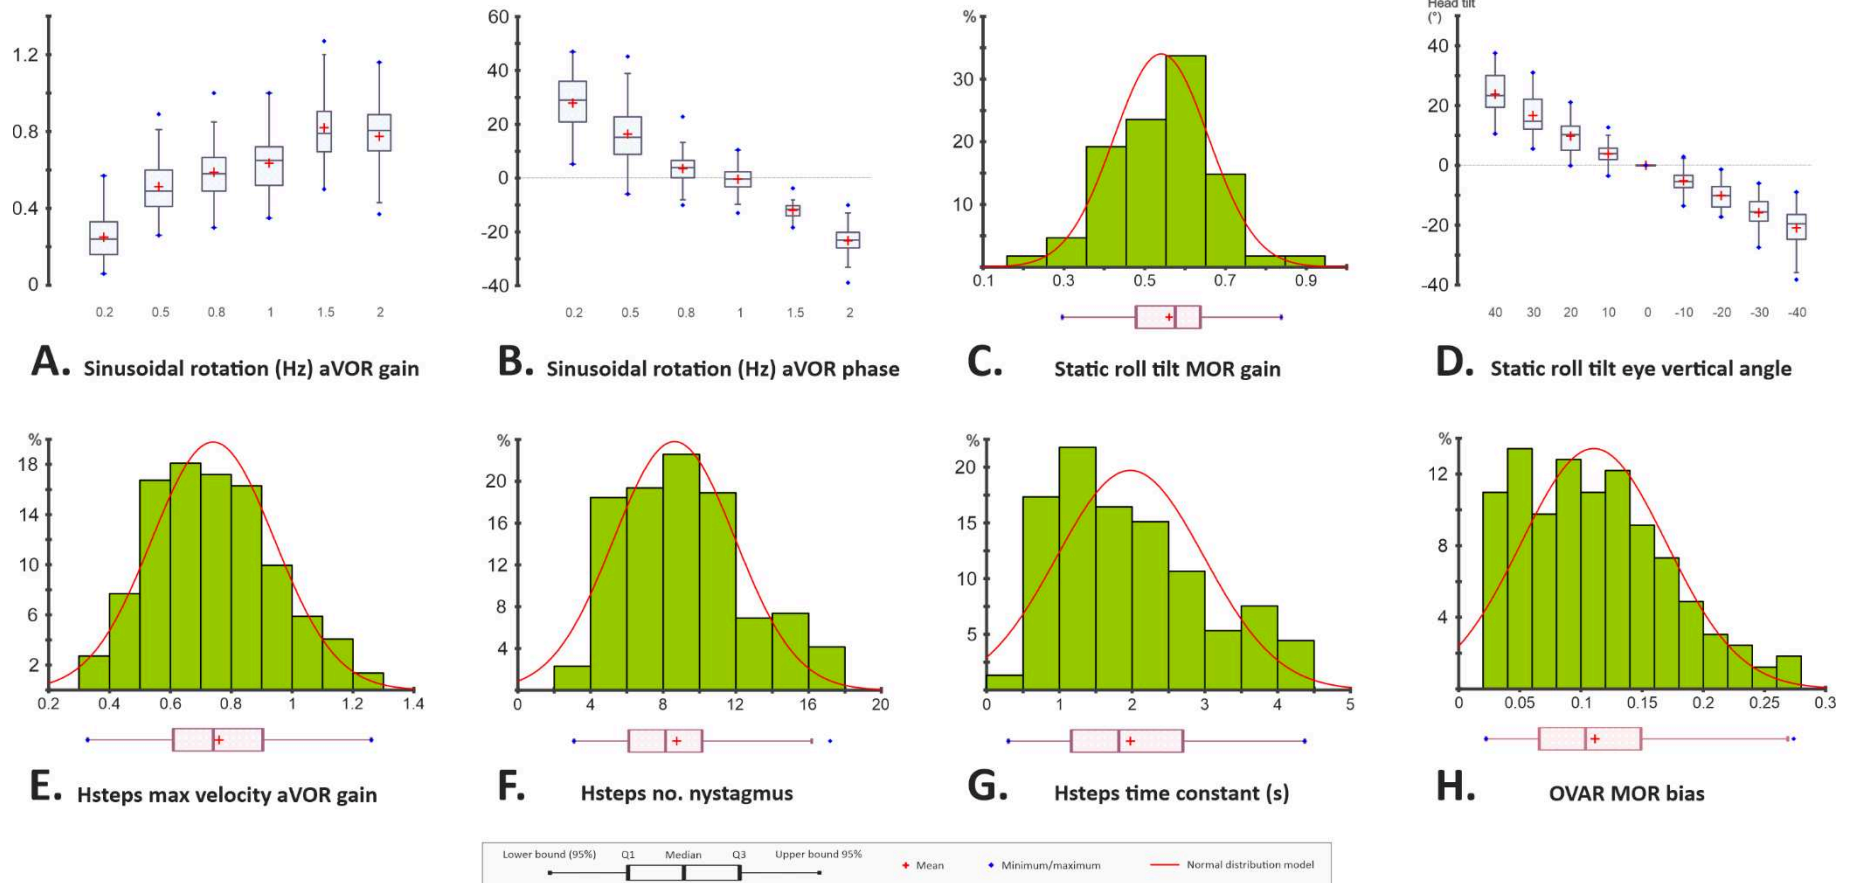 1.2
0.8
0.4
0
0.2 0.5 0.8 1 1.5 2
A. Sinusoidal rotation (Hz) aVOR gain
60
40
20
0
-20
-40
0.2 0.5 0.8 1 1.5 2
B. Sinusoidal rotation (Hz) aVOR phase
%
30
20
10
0.1 0.3 0.5 0.7 0.9
C. Static roll tilt MOR gain
Head tilt
(°)
40
20
0
-20
-40
40 30 20 10 0 -10 -20 -30 -40
D. Static roll tilt eye vertical angle
%
18
14
10
6
2
0.2 0.4 0.6 0.8 1 1.2 1.4
E. Hsteps max velocity aVOR gain
%
20
16
12
8
4
0 4 8 12 16 20
F. Hsteps no. nystagmus
%
20
15
10
5
0 1 2 3 4 5
G. Hsteps time constant (s)
%
12
8
4
0 0.05 0.1 0.15 0.2 0.25 0.3
H. OVAR MOR bias
Lower bound (95%) Q1 Median Q3 Upper bound 95% Mean Minimum/maximum Normal distribution model